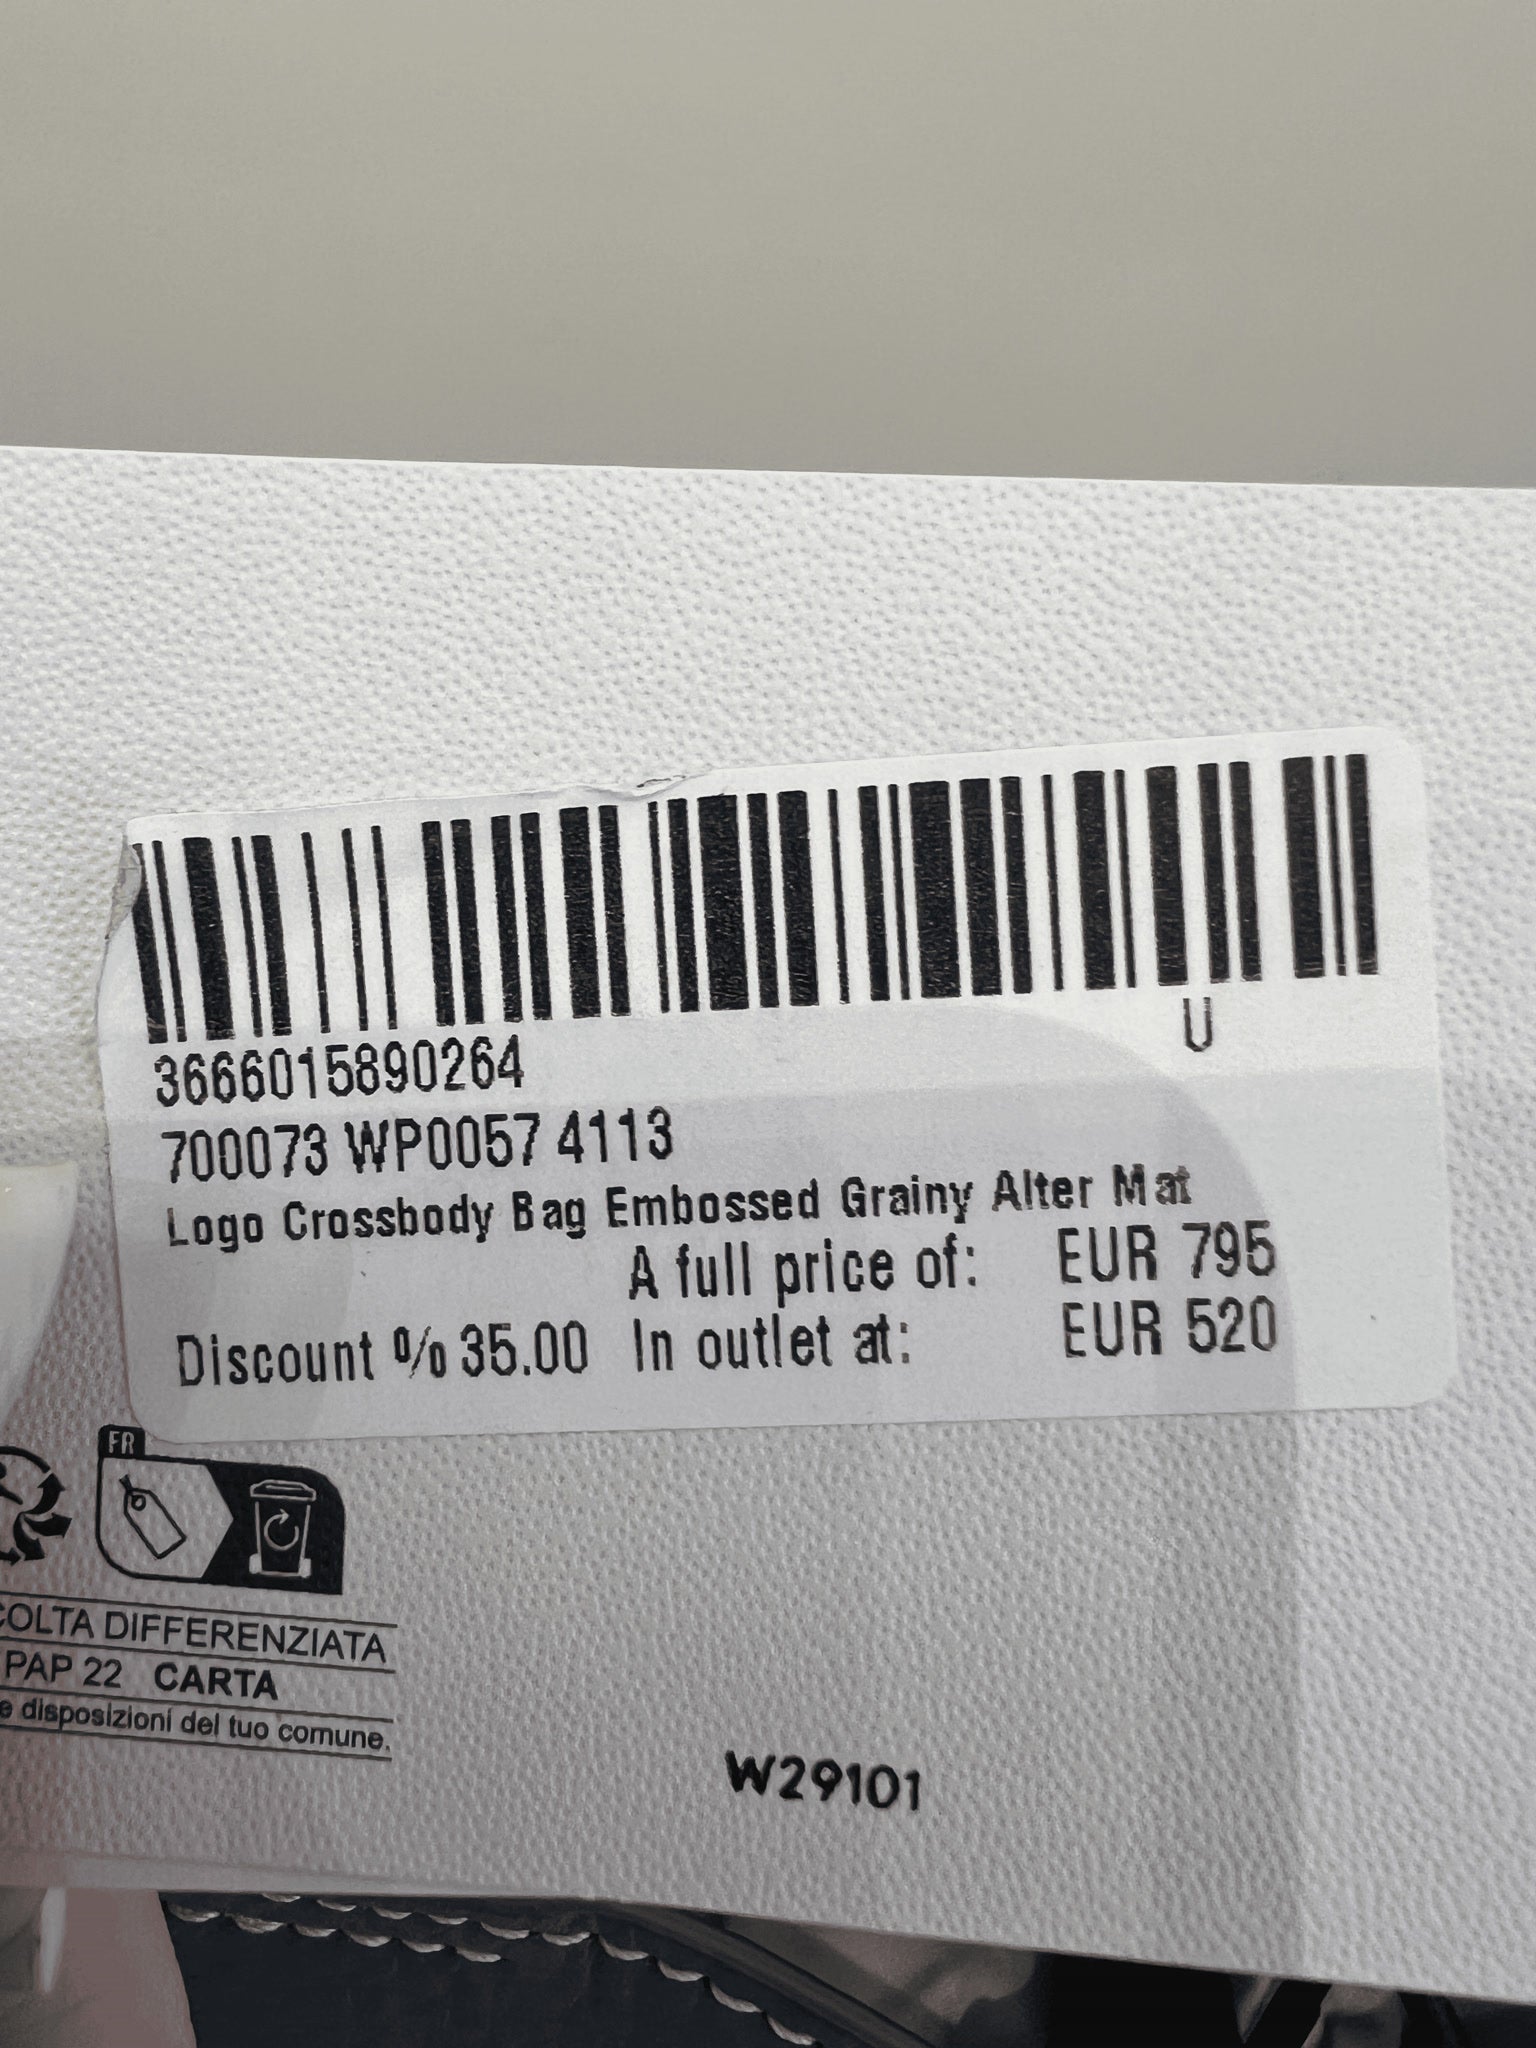 U
3666015890264
700073 WP0057 4113
Logo Crossbody Bag Embossed Grainy Alter Mat
A full price of: EUR 795
Discount % 35.00 In outlet at: EUR 520
FR
COLTA DIFFERENZIATA
PAP 22 CARTA
e disposizioni del tuo comune.
W29101